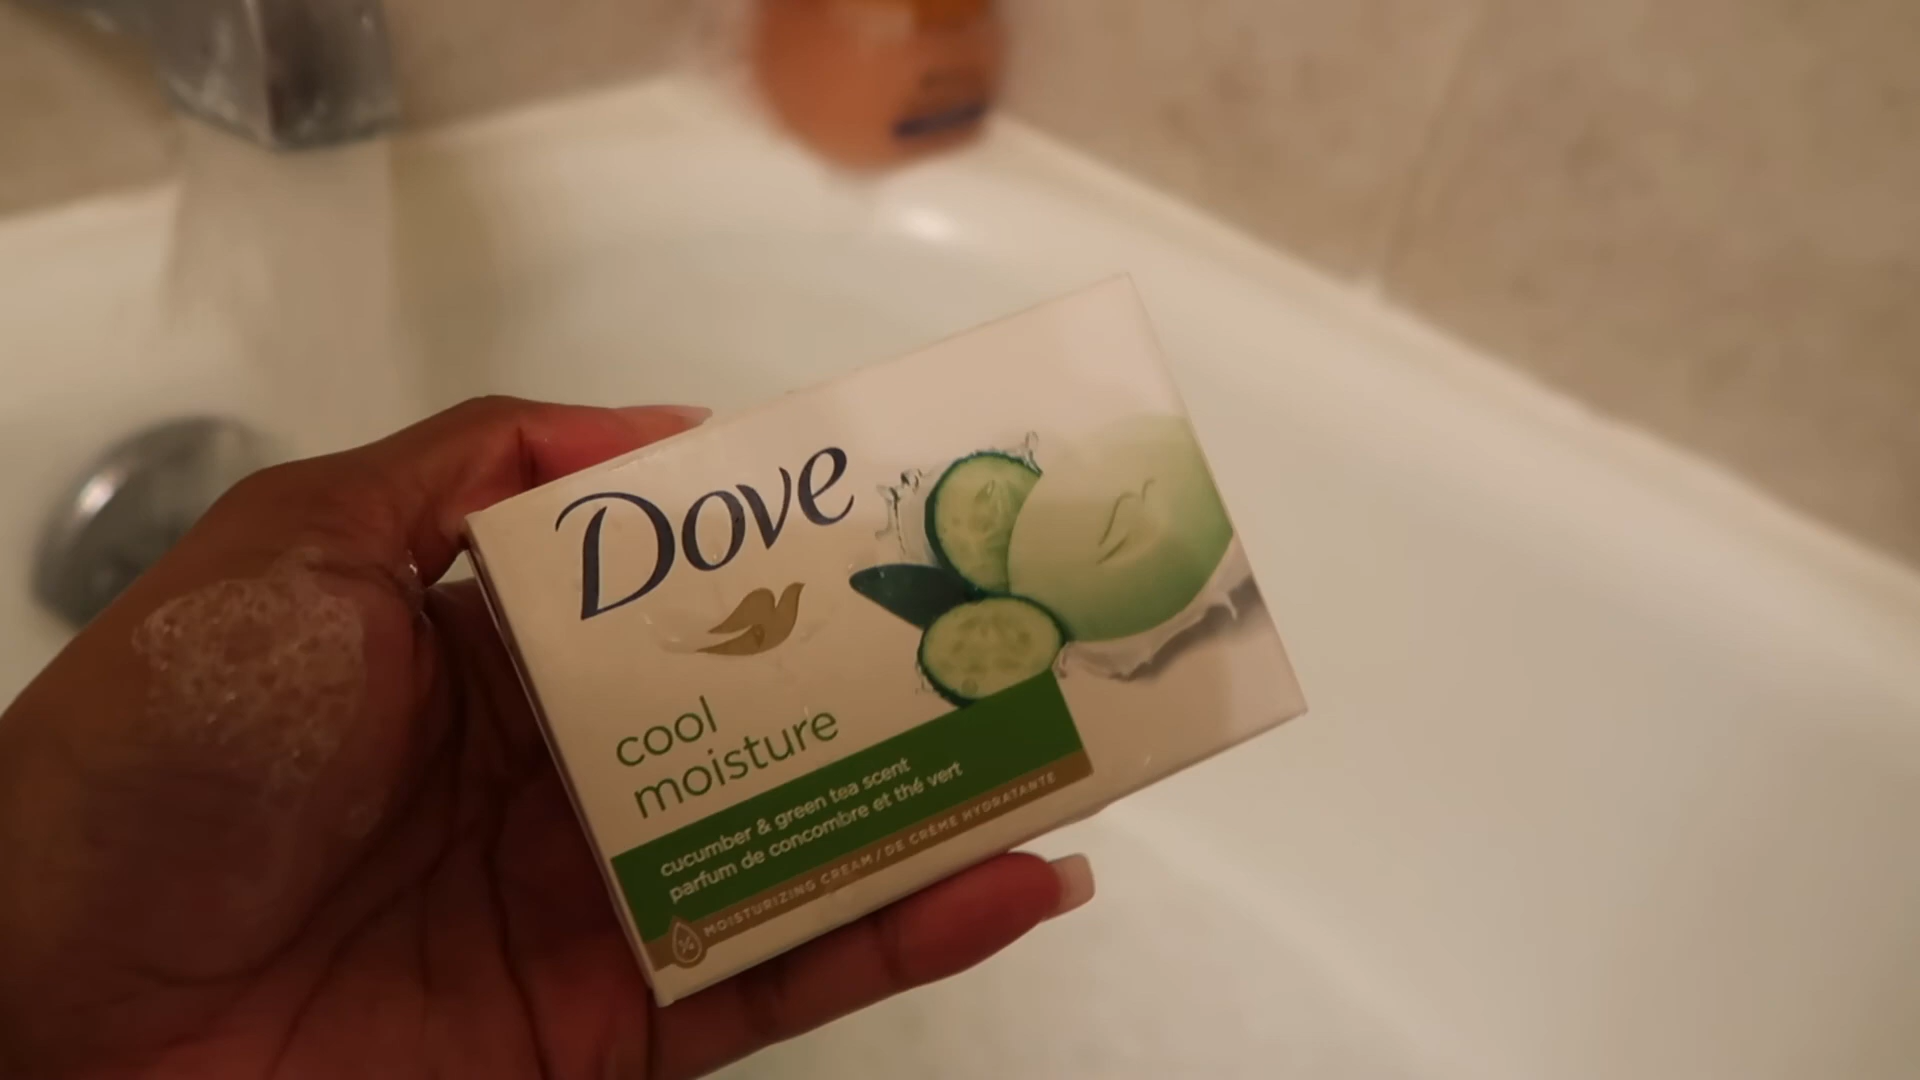 Dove
cool
moisture
cucumber & green tea scent
parfum de concombre et thé vert
MOISTURIZING CREAM / DE CRÈME HYDRATANTE